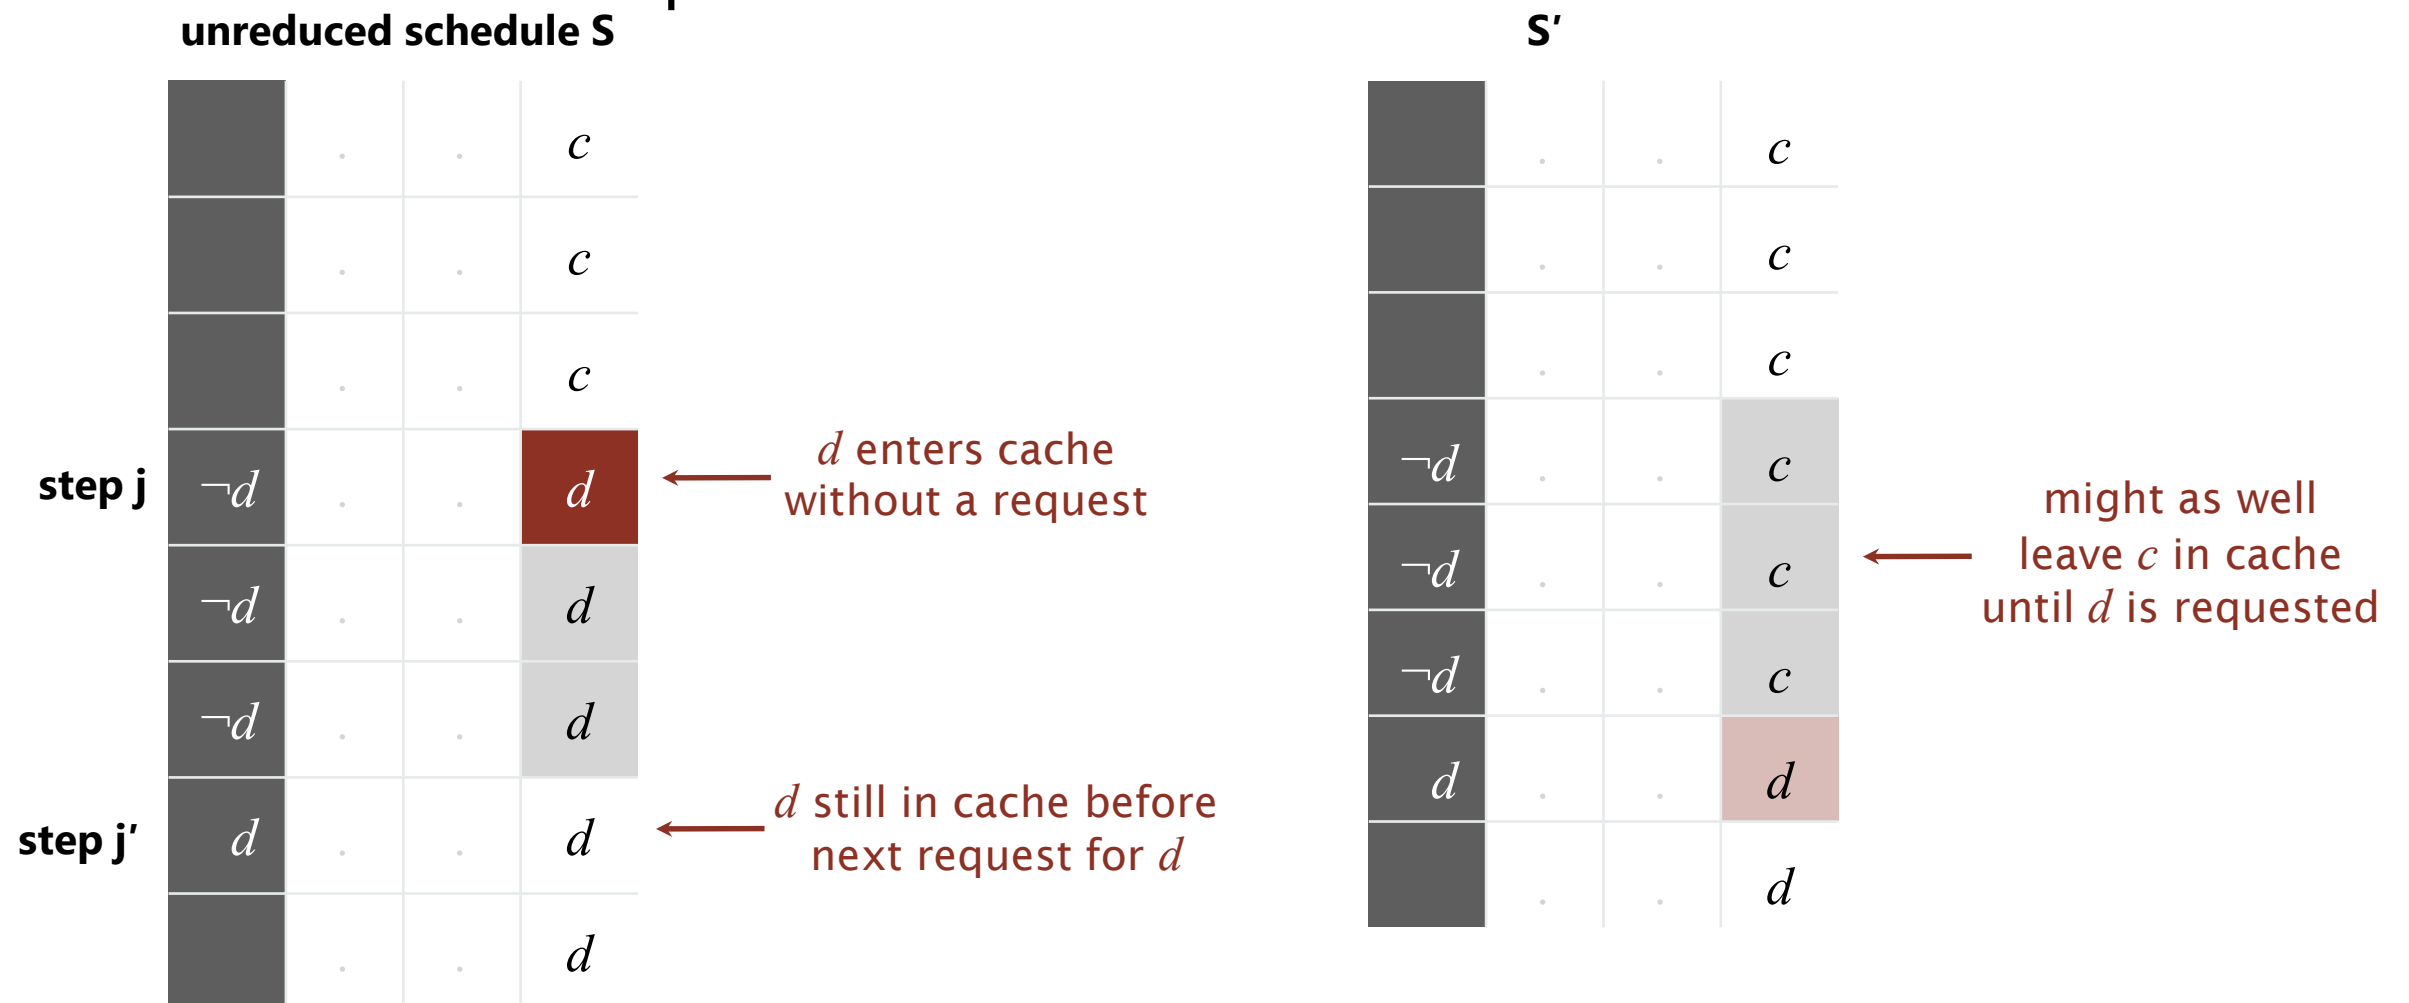 unreduced schedule S
. . c
. . c
. . c
step j ¬d . . d
¬d . . d
¬d . . d
step j′ d . . d
. . d
d enters cache
without a request
d still in cache before
next request for d
S′
. . c
. . c
. . c
¬d . . c
¬d . . c
¬d . . c
d . . d
. . d
might as well
leave c in cache
until d is requested